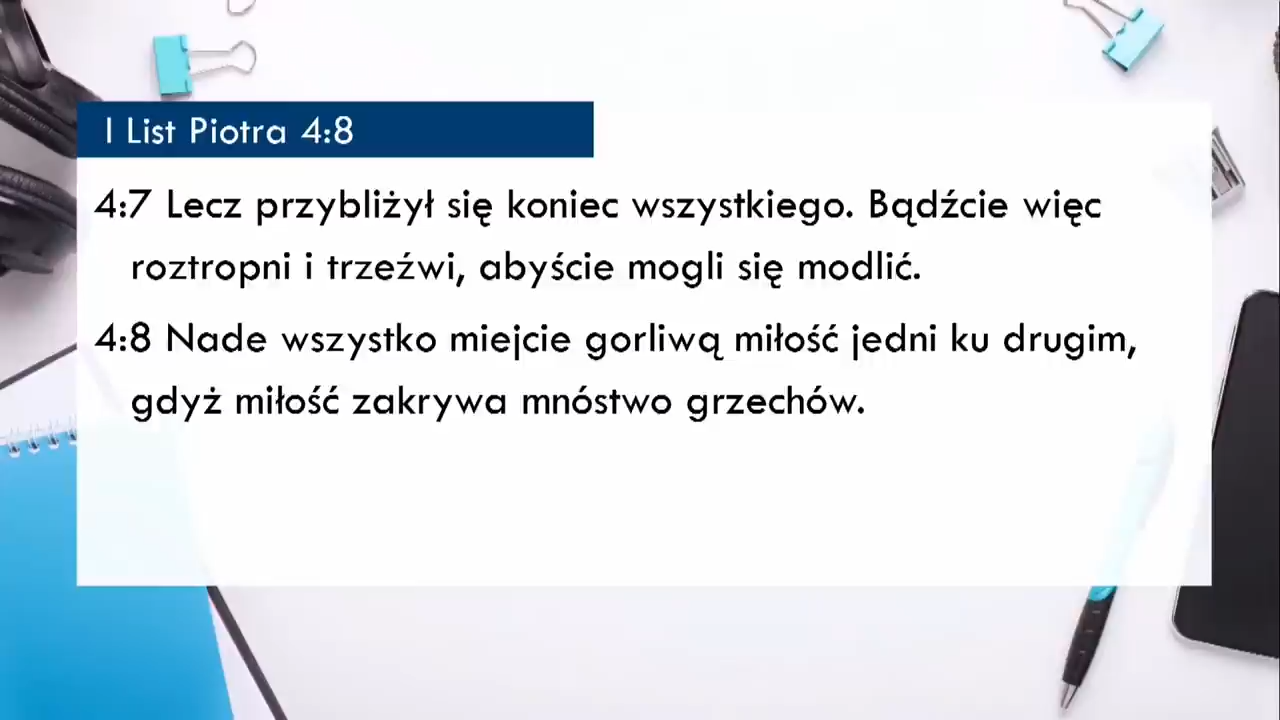 I List Piotra 4:8
4:7 Lecz przybliżył się koniec wszystkiego. Bądźcie więc
roztropni i trzeźwi, abyście mogli się modlić.
4:8 Nade wszystko miejcie gorliwą miłość jedni ku drugim,
gdyż miłość zakrywa mnóstwo grzechów.